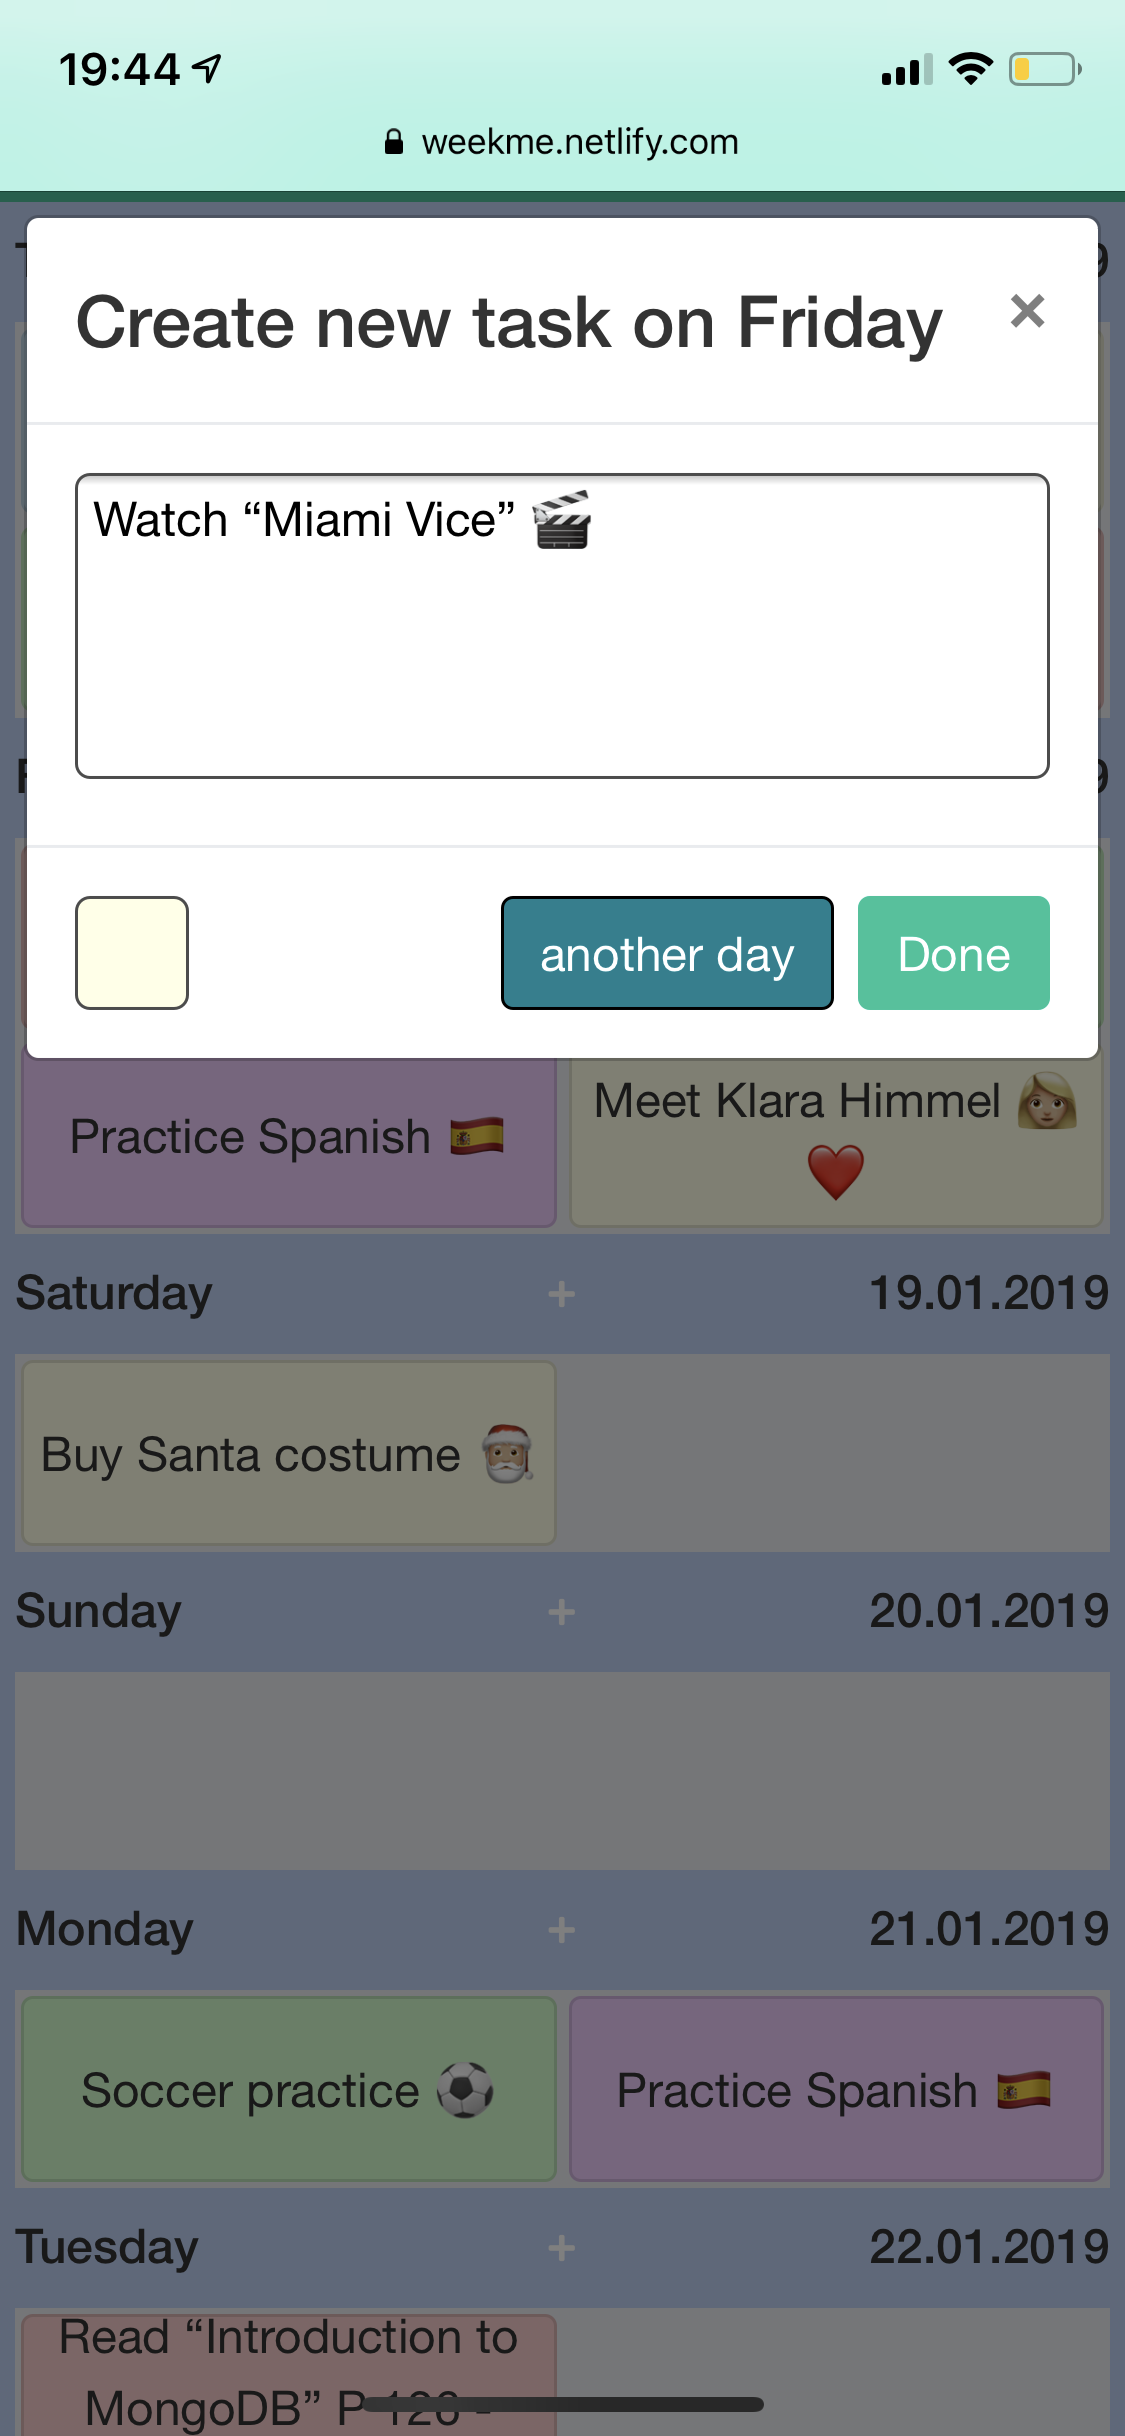 19:44
weekme.netlify.com
Create new task on Friday ×
Watch “Miami Vice” 🎬
another day
Done
Practice Spanish 🇪🇸
Meet Klara Himmel 👩🏼
❤️
Saturday + 19.01.2019
Buy Santa costume 🎅🏼
Sunday + 20.01.2019
Monday + 21.01.2019
Soccer practice ⚽
Practice Spanish 🇪🇸
Tuesday + 22.01.2019
Read “Introduction to
MongoDB” P 126 -